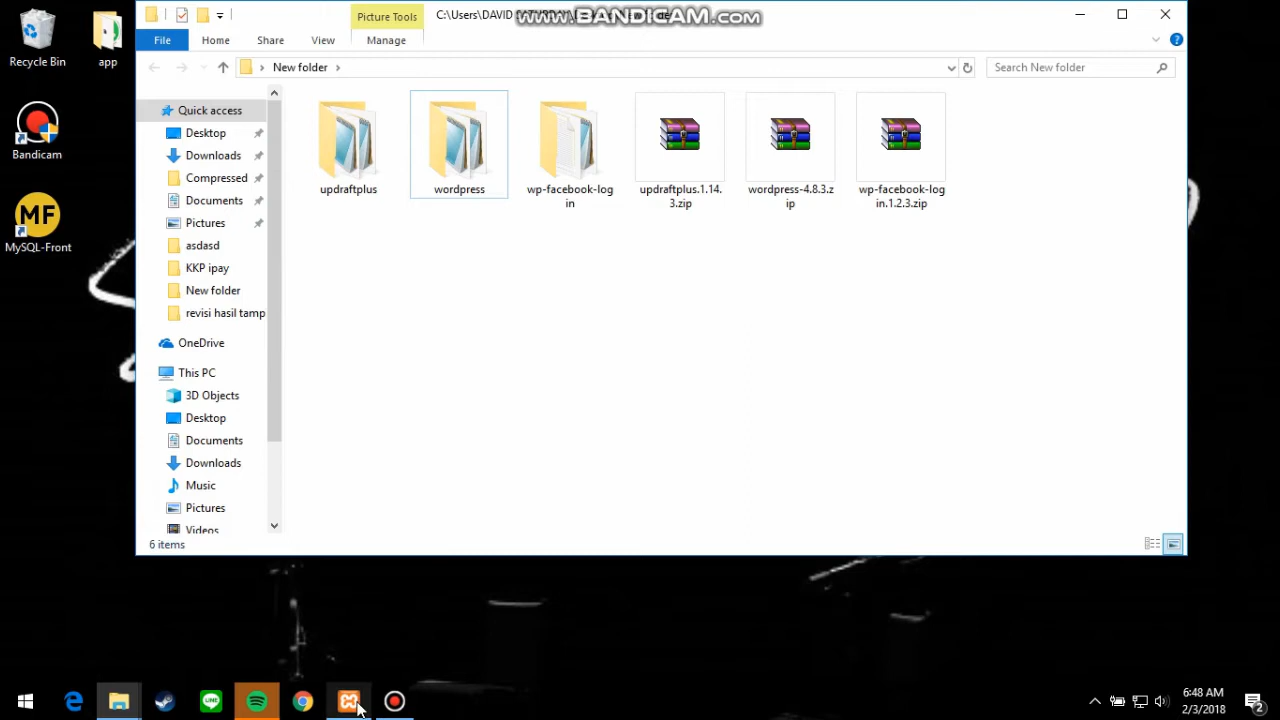 Picture Tools
C:\Users\DAVID
www.BANDICAM.com
File
Home
Share
View
Manage
New folder
Search New folder
Recycle Bin
app
Bandicam
MF
MySQL-Front
Quick access
Desktop
Downloads
Compressed
Documents
Pictures
asdasd
KKP ipay
New folder
revisi hasil tamp
OneDrive
This PC
3D Objects
Desktop
Documents
Downloads
Music
Pictures
Videos
updraftplus
wordpress
wp-facebook-log
in
updraftplus.1.14.
3.zip
wordpress-4.8.3.z
ip
wp-facebook-log
in.1.2.3.zip
6 items
LINE
6:48 AM
2/3/2018
2